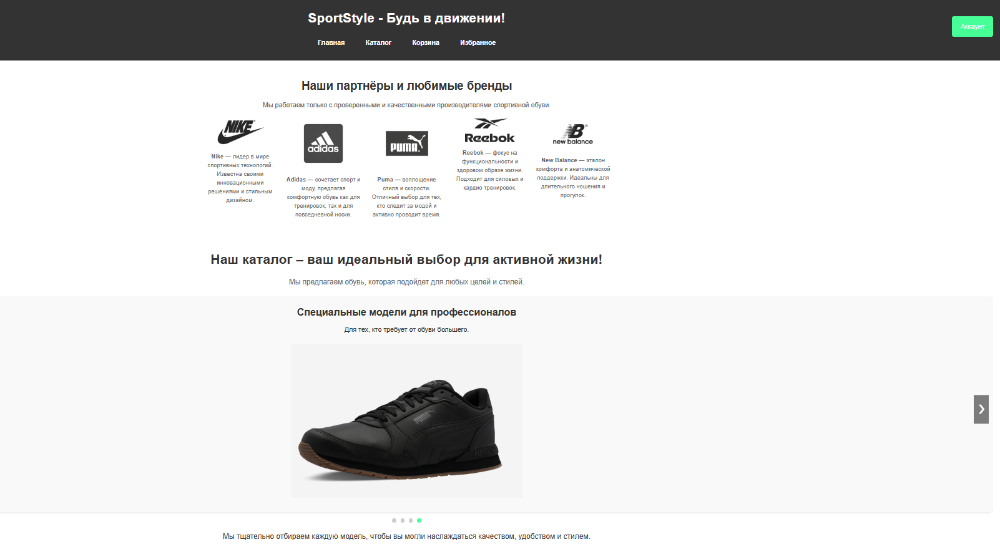 SportStyle - Будь в движении!
Аккаунт
Главная Каталог Корзина Избранное
Наши партнёры и любимые бренды
Мы работаем только с проверенными и качественными производителями спортивной обуви.
NIKE
Nike — лидер в мире
спортивных технологий.
Известна своими
инновационными
решениями и стильным
дизайном.
adidas
Adidas — сочетает спорт и
моду, предлагая
комфортную обувь как для
тренировок, так и для
повседневной носки.
PUMA
Puma — воплощение
стиля и скорости.
Отличный выбор для тех,
кто следит за модой и
активно проводит время.
Reebok
Reebok — фокус на
функциональности и
здоровом образе жизни.
Подходит для силовых и
кардио тренировок.
NB
new balance
New Balance — эталон
комфорта и анатомической
поддержки. Идеальны для
длительного ношения и
прогулок.
Наш каталог – ваш идеальный выбор для активной жизни!
Мы предлагаем обувь, которая подойдет для любых целей и стилей.
Специальные модели для профессионалов
Для тех, кто требует от обуви большего.
PUMA
PUMA
❯
Мы тщательно отбираем каждую модель, чтобы вы могли наслаждаться качеством, удобством и стилем.